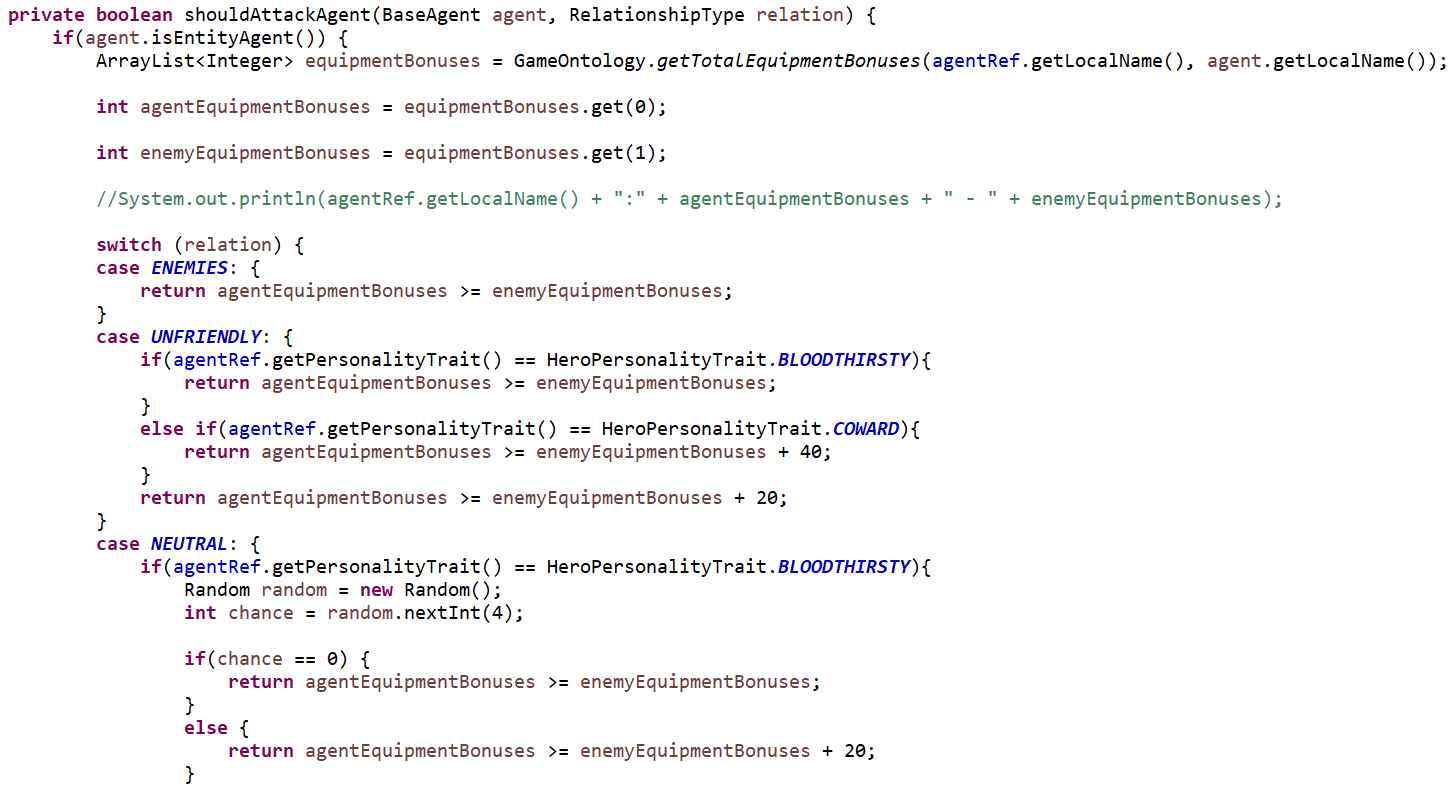 private boolean shouldAttackAgent(BaseAgent agent, RelationshipType relation) {
    if(agent.isEntityAgent()) {
        ArrayList<Integer> equipmentBonuses = GameOntology.getTotalEquipmentBonuses(agentRef.getLocalName(), agent.getLocalName());
        int agentEquipmentBonuses = equipmentBonuses.get(0);
        int enemyEquipmentBonuses = equipmentBonuses.get(1);
        //System.out.println(agentRef.getLocalName() + ":" + agentEquipmentBonuses + " - " + enemyEquipmentBonuses);
        switch (relation) {
        case ENEMIES: {
            return agentEquipmentBonuses >= enemyEquipmentBonuses;
        }
        case UNFRIENDLY: {
            if(agentRef.getPersonalityTrait() == HeroPersonalityTrait.BLOODTHIRSTY){
                return agentEquipmentBonuses >= enemyEquipmentBonuses;
            }
            else if(agentRef.getPersonalityTrait() == HeroPersonalityTrait.COWARD){
                return agentEquipmentBonuses >= enemyEquipmentBonuses + 40;
            }
            return agentEquipmentBonuses >= enemyEquipmentBonuses + 20;
        }
        case NEUTRAL: {
            if(agentRef.getPersonalityTrait() == HeroPersonalityTrait.BLOODTHIRSTY){
                Random random = new Random();
                int chance = random.nextInt(4);
                if(chance == 0) {
                    return agentEquipmentBonuses >= enemyEquipmentBonuses;
                }
                else {
                    return agentEquipmentBonuses >= enemyEquipmentBonuses + 20;
                }